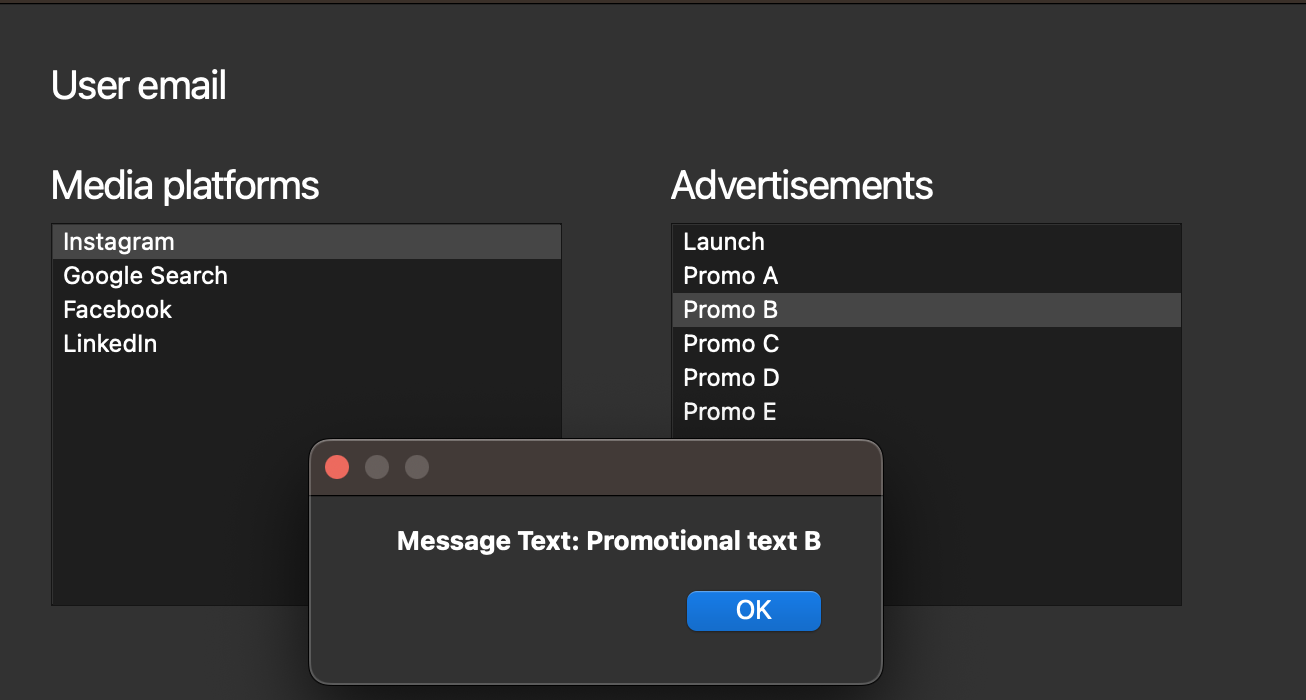 User email
Media platforms
Instagram
Google Search
Facebook
LinkedIn
Advertisements
Launch
Promo A
Promo B
Promo C
Promo D
Promo E
Message Text: Promotional text B
OK